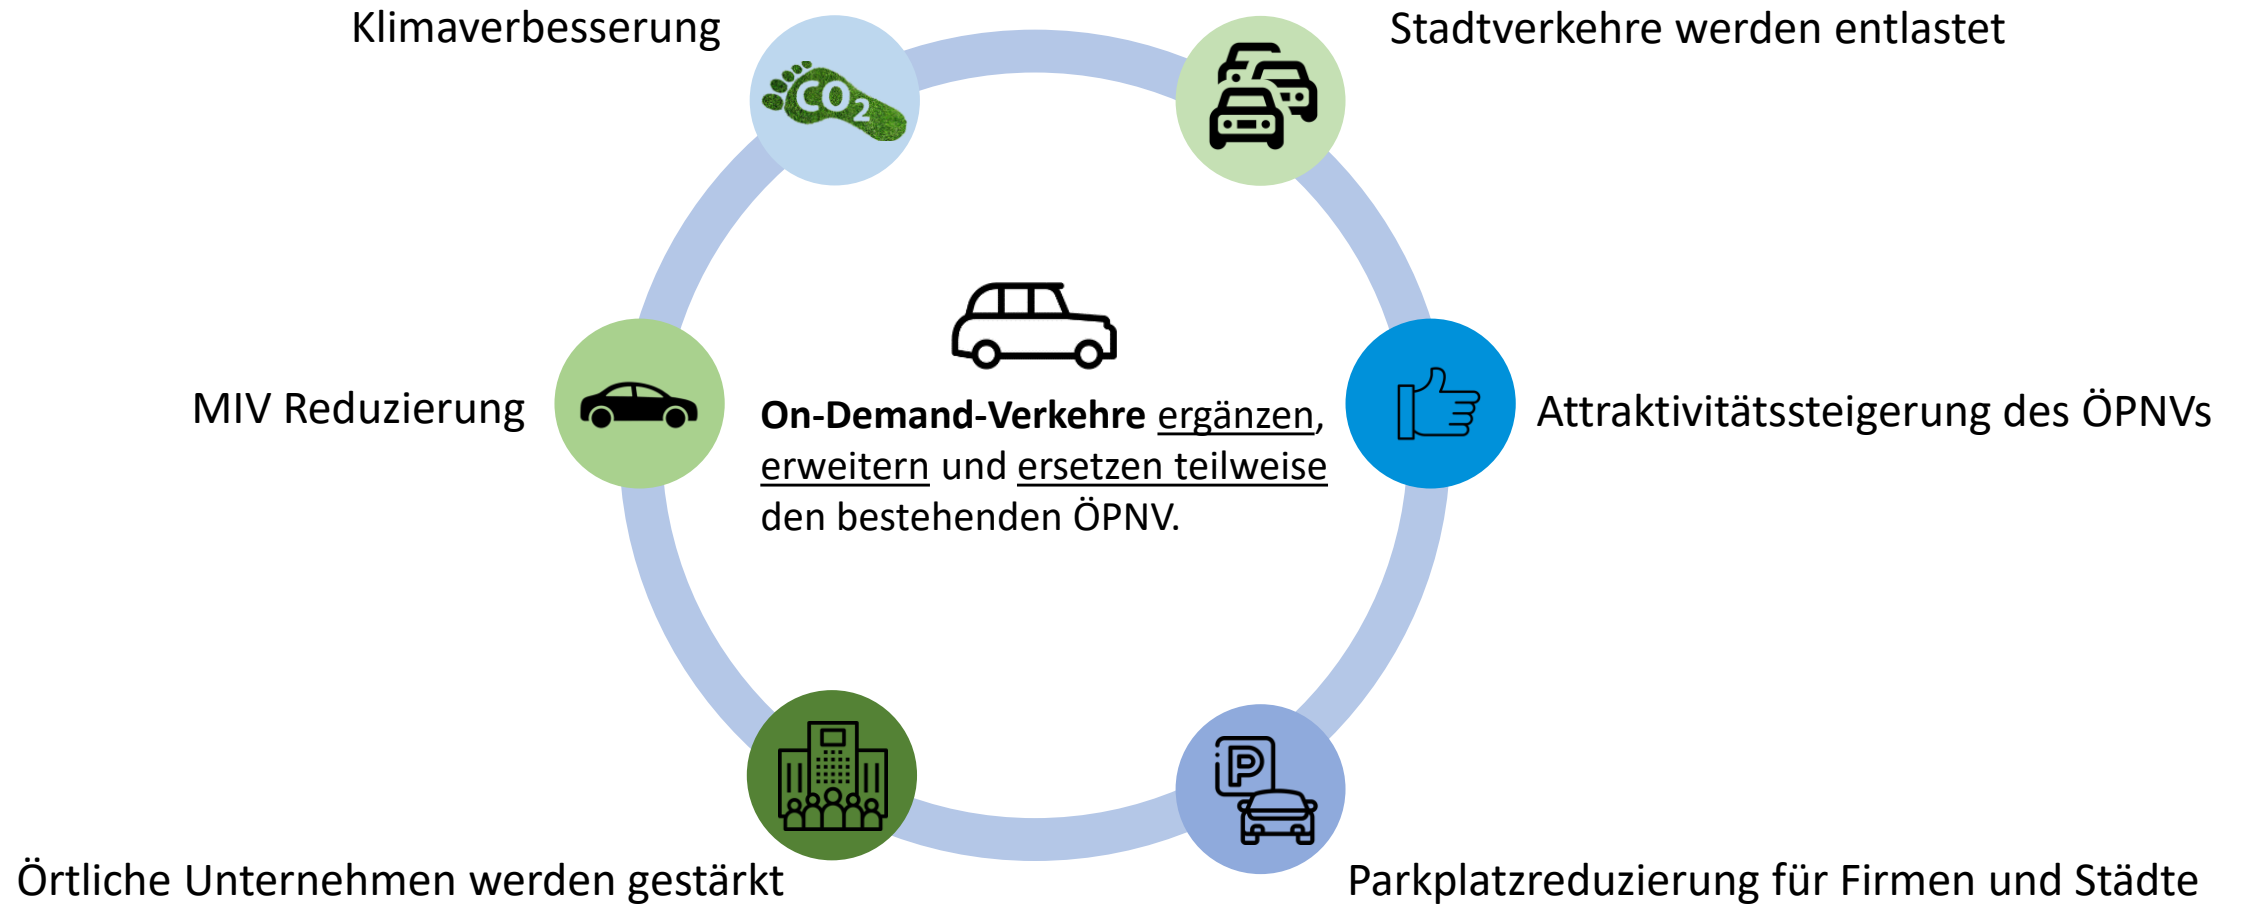 Klimaverbesserung
Stadtverkehre werden entlastet
CO2
MIV Reduzierung
On-Demand-Verkehre ergänzen,
erweitern und ersetzen teilweise
den bestehenden ÖPNV.
Attraktivitätssteigerung des ÖPNVs
P
Örtliche Unternehmen werden gestärkt
Parkplatzreduzierung für Firmen und Städte